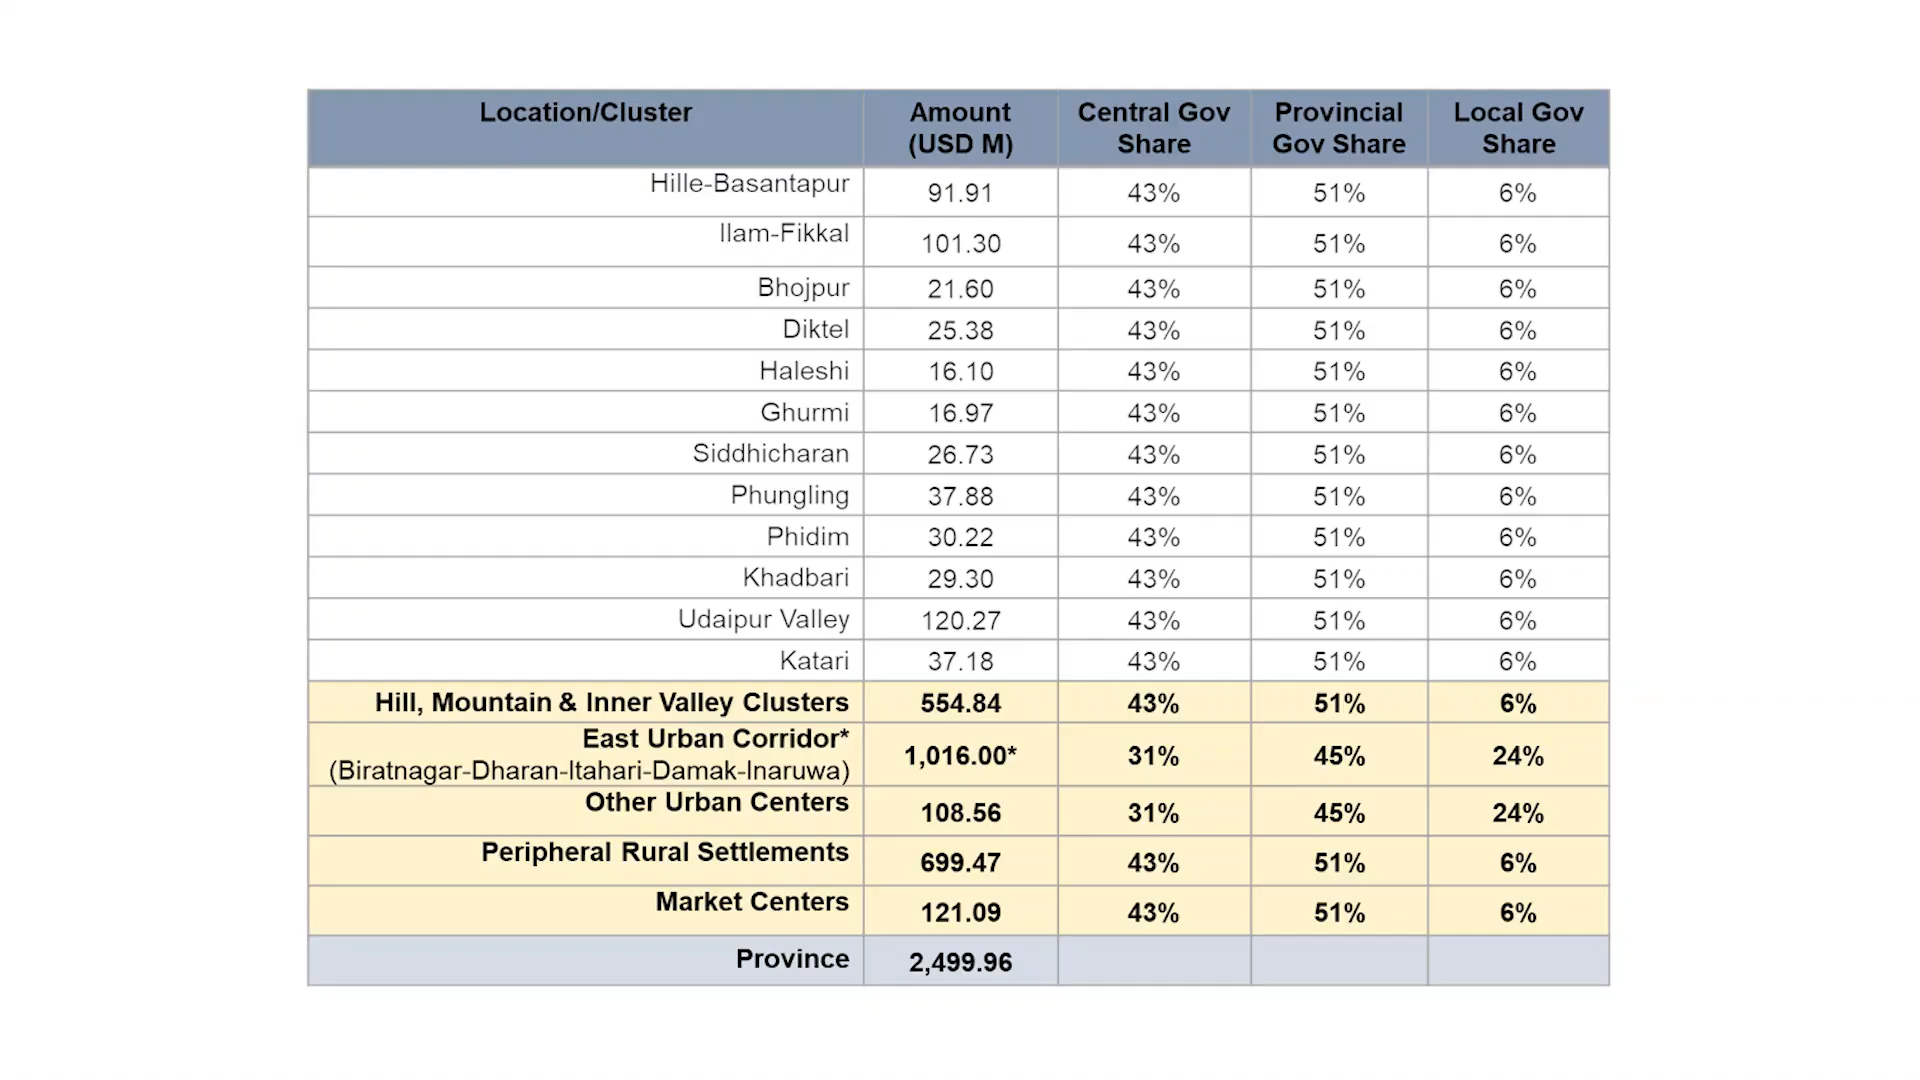 Location/Cluster Amount (USD M) Central Gov Share Provincial Gov Share Local Gov Share
Hille-Basantapur 91.91 43% 51% 6%
Ilam-Fikkal 101.30 43% 51% 6%
Bhojpur 21.60 43% 51% 6%
Diktel 25.38 43% 51% 6%
Haleshi 16.10 43% 51% 6%
Ghurmi 16.97 43% 51% 6%
Siddhicharan 26.73 43% 51% 6%
Phungling 37.88 43% 51% 6%
Phidim 30.22 43% 51% 6%
Khadbari 29.30 43% 51% 6%
Udaipur Valley 120.27 43% 51% 6%
Katari 37.18 43% 51% 6%
Hill, Mountain & Inner Valley Clusters 554.84 43% 51% 6%
East Urban Corridor*
(Biratnagar-Dharan-Itahari-Damak-Inaruwa) 1,016.00* 31% 45% 24%
Other Urban Centers 108.56 31% 45% 24%
Peripheral Rural Settlements 699.47 43% 51% 6%
Market Centers 121.09 43% 51% 6%
Province 2,499.96